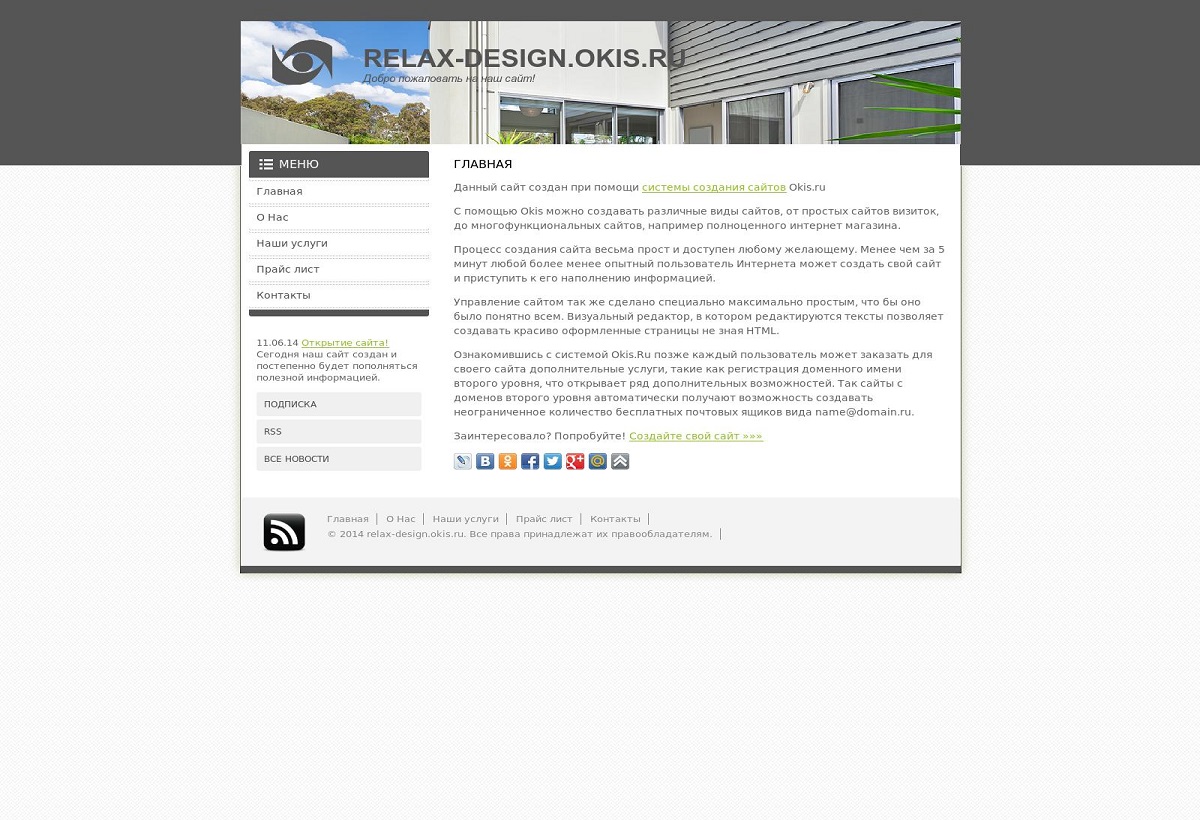 RELAX-DESIGN.OKIS.RU
Добро пожаловать на наш сайт!
МЕНЮ
Главная
О Нас
Наши услуги
Прайс лист
Контакты
11.06.14 Открытие сайта!
Сегодня наш сайт создан и
постепенно будет пополняться
полезной информацией.
ПОДПИСКА
RSS
ВСЕ НОВОСТИ
ГЛАВНАЯ
Данный сайт создан при помощи системы создания сайтов Okis.ru
С помощью Okis можно создавать различные виды сайтов, от простых сайтов визиток,
до многофункциональных сайтов, например полноценного интернет магазина.
Процесс создания сайта весьма прост и доступен любому желающему. Менее чем за 5
минут любой более менее опытный пользователь Интернета может создать свой сайт
и приступить к его наполнению информацией.
Управление сайтом так же сделано специально максимально простым, что бы оно
было понятно всем. Визуальный редактор, в котором редактируются тексты позволяет
создавать красиво оформленные страницы не зная HTML.
Ознакомившись с системой Okis.Ru позже каждый пользователь может заказать для
своего сайта дополнительные услуги, такие как регистрация доменного имени
второго уровня, что открывает ряд дополнительных возможностей. Так сайты с
доменов второго уровня автоматически получают возможность создавать
неограниченное количество бесплатных почтовых ящиков вида name@domain.ru.
Заинтересовало? Попробуйте! Создайте свой сайт »»»
Главная О Нас Наши услуги Прайс лист Контакты
© 2014 relax-design.okis.ru. Все права принадлежат их правообладателям.